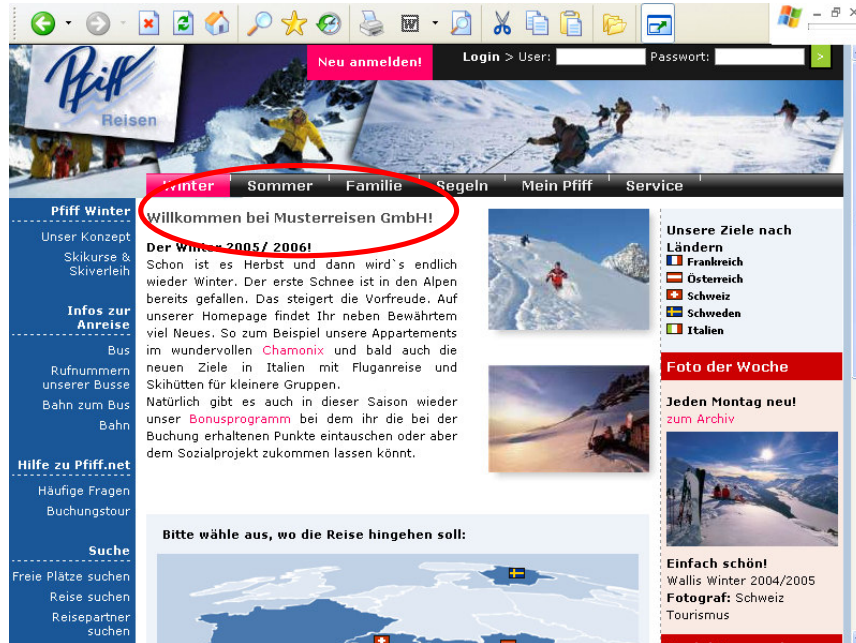 Pfiff
Reisen
Neu anmelden!
Login > User:
Passwort:
>
Winter
Sommer
Familie
Segeln
Mein Pfiff
Service
Pfiff Winter
Unser Konzept
Skikurse &
Skiverleih
Infos zur
Anreise
Bus
Rufnummern
unserer Busse
Bahn zum Bus
Bahn
Hilfe zu Pfiff.net
Häufige Fragen
Buchungstour
Suche
Freie Plätze suchen
Reise suchen
Reisepartner
suchen
Willkommen bei Musterreisen GmbH!
Der Winter 2005/ 2006!
Schon ist es Herbst und dann wird`s endlich
wieder Winter. Der erste Schnee ist in den Alpen
bereits gefallen. Das steigert die Vorfreude. Auf
unserer Homepage findet Ihr neben Bewährtem
viel Neues. So zum Beispiel unsere Appartements
im wundervollen Chamonix und bald auch die
neuen Ziele in Italien mit Fluganreise und
Skihütten für kleinere Gruppen.
Natürlich gibt es auch in dieser Saison wieder
unser Bonusprogramm bei dem ihr die bei der
Buchung erhaltenen Punkte eintauschen oder aber
dem Sozialprojekt zukommen lassen könnt.
Bitte wähle aus, wo die Reise hingehen soll:
Unsere Ziele nach
Ländern
Frankreich
Österreich
Schweiz
Schweden
Italien
Foto der Woche
Jeden Montag neu!
zum Archiv
Einfach schön!
Wallis Winter 2004/2005
Fotograf: Schweiz
Tourismus